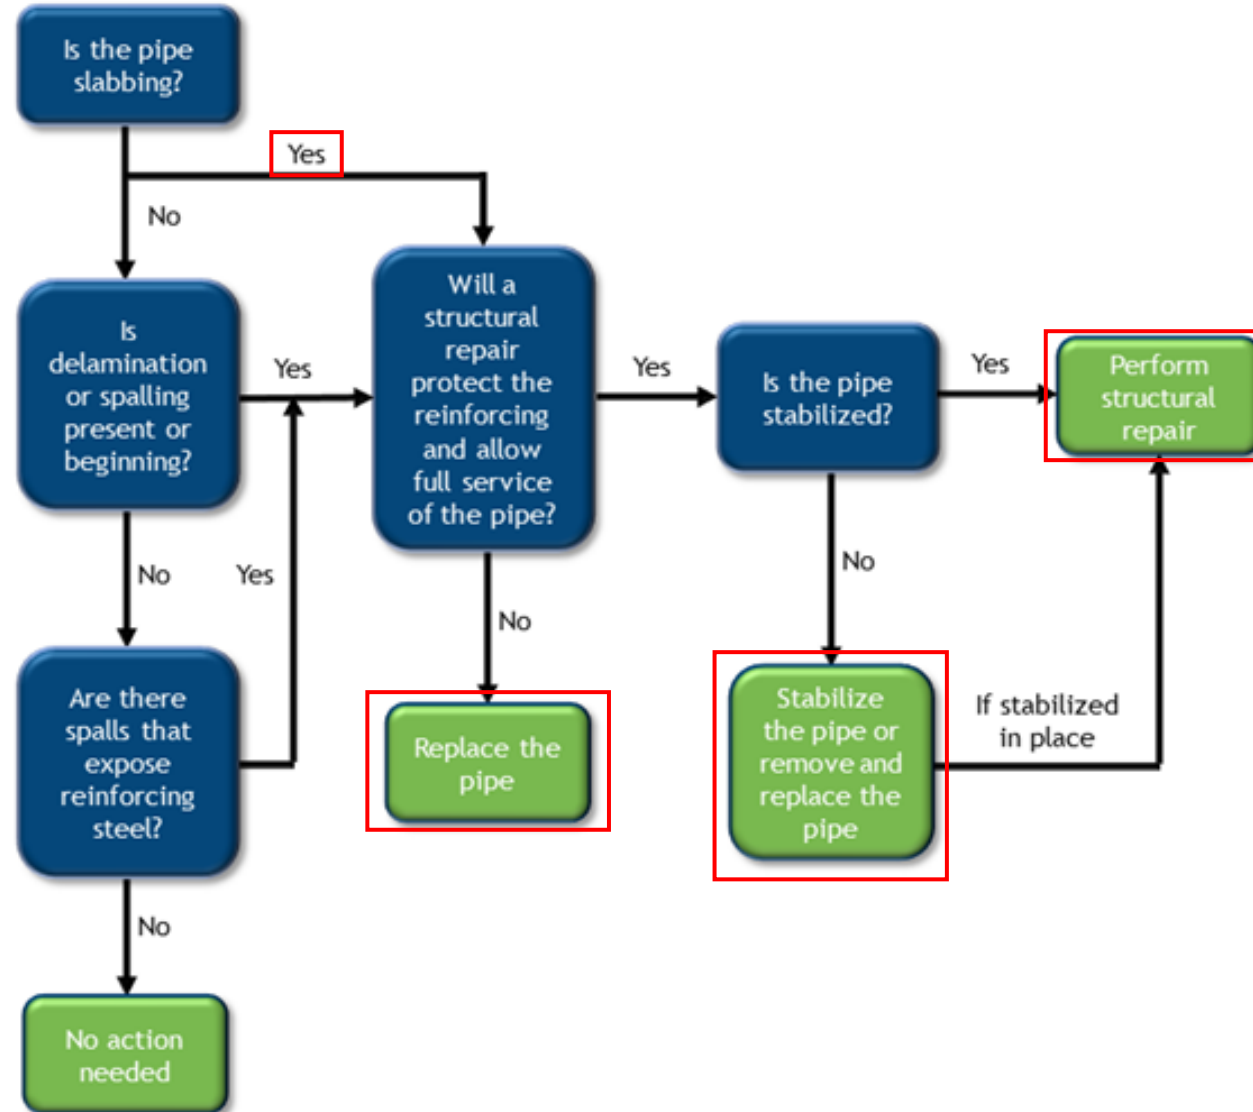 Is the pipe
slabbing?
Yes
No
Is
delamination
or spalling
present or
beginning?
Yes
Will a
structural
repair
protect the
reinforcing
and allow
full service
of the pipe?
Yes
Is the pipe
stabilized?
Yes
Perform
structural
repair
No
Yes
No
No
Are there
spalls that
expose
reinforcing
steel?
Replace the
pipe
Stabilize
the pipe or
remove and
replace the
pipe
If stabilized
in place
No
No action
needed